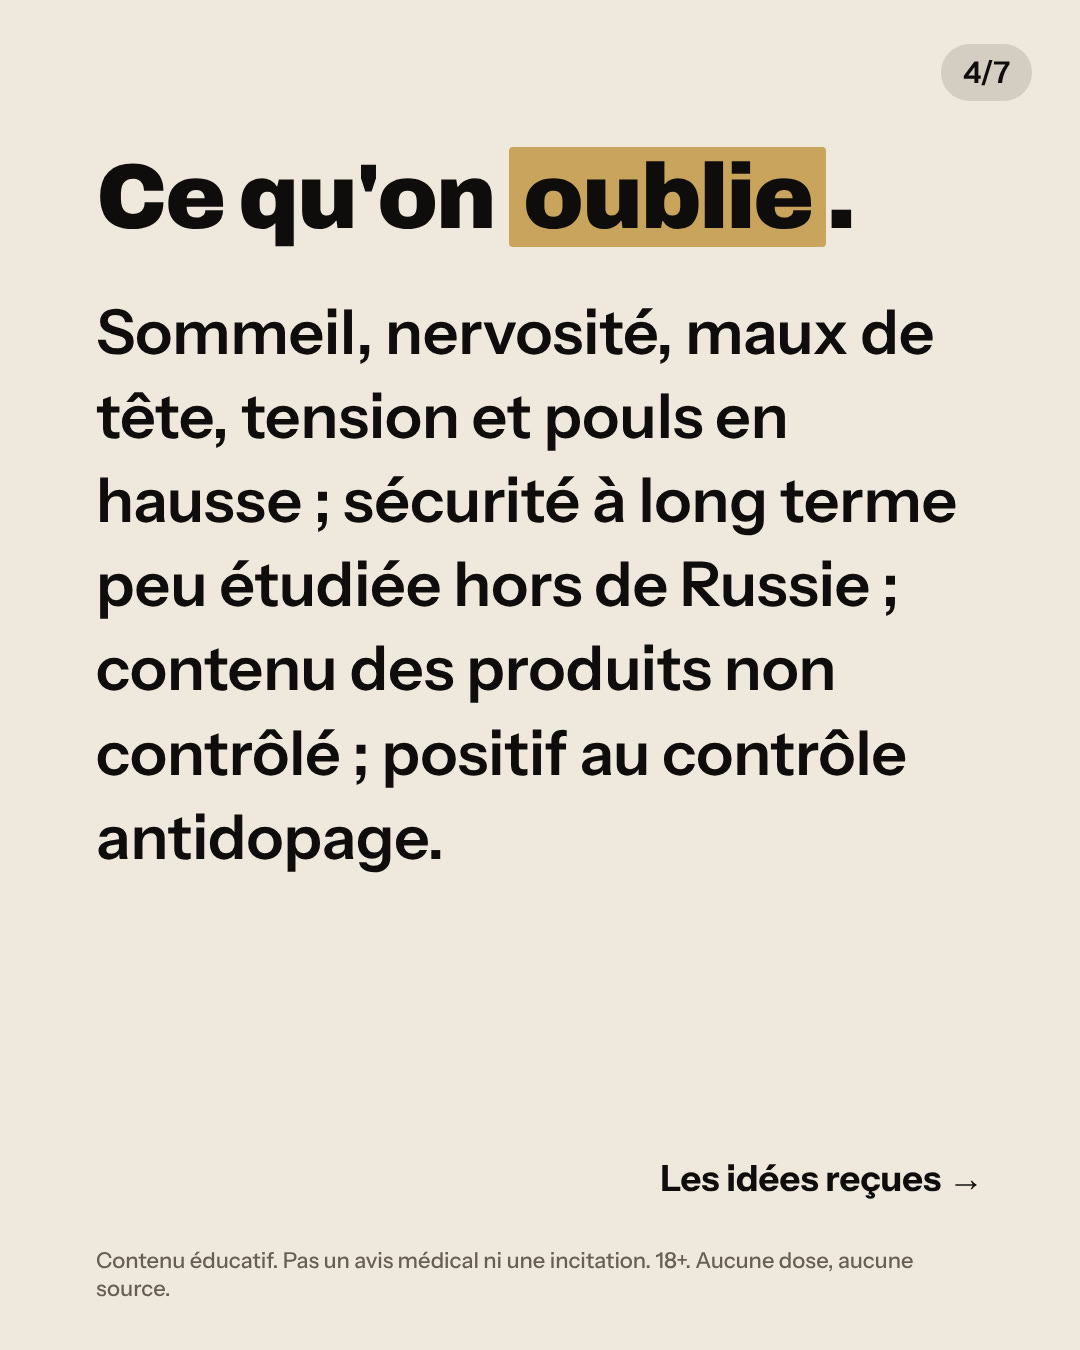 4/7
Ce qu'on oublie.
Sommeil, nervosité, maux de
tête, tension et pouls en
hausse ; sécurité à long terme
peu étudiée hors de Russie ;
contenu des produits non
contrôlé ; positif au contrôle
antidopage.
Les idées reçues →
Contenu éducatif. Pas un avis médical ni une incitation. 18+. Aucune dose, aucune
source.